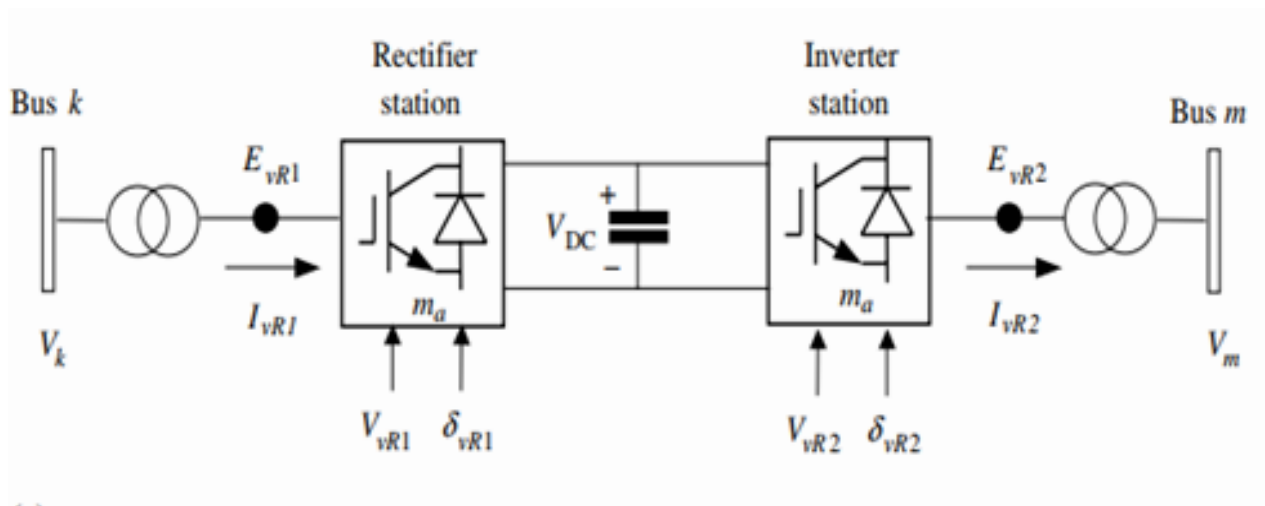 Rectifier
station
Inverter
station
Bus k
Bus m
E_vR1
E_vR2
+
V_DC
−
m_a
m_a
I_vR1
I_vR2
V_k
V_m
V_vR1 δ_vR1
V_vR2 δ_vR2